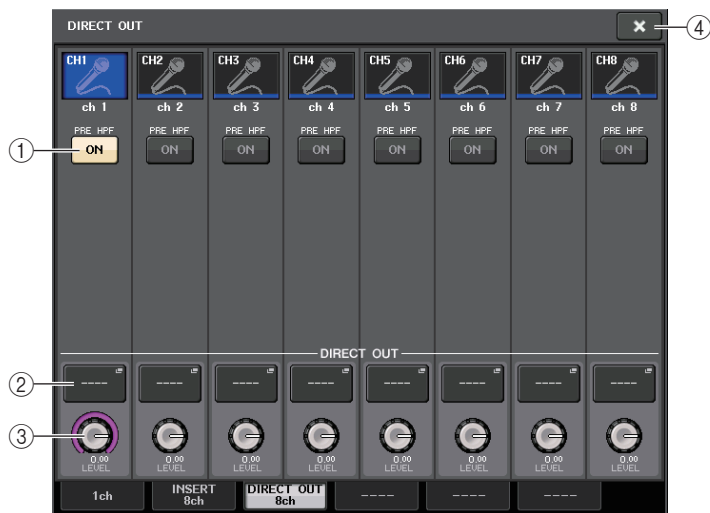 DIRECT OUT
CH1 CH2 CH3 CH4 CH5 CH6 CH7 CH8
ch 1 ch 2 ch 3 ch 4 ch 5 ch 6 ch 7 ch 8
PRE HPF PRE HPF PRE HPF PRE HPF PRE HPF PRE HPF PRE HPF PRE HPF
① ON ON ON ON ON ON ON ON
DIRECT OUT
② ---- ---- ---- ---- ---- ---- ---- ----
③
0.00 0.00 0.00 0.00 0.00 0.00 0.00 0.00
LEVEL LEVEL LEVEL LEVEL LEVEL LEVEL LEVEL LEVEL
1ch INSERT 8ch DIRECT OUT 8ch ---- ---- ----
④